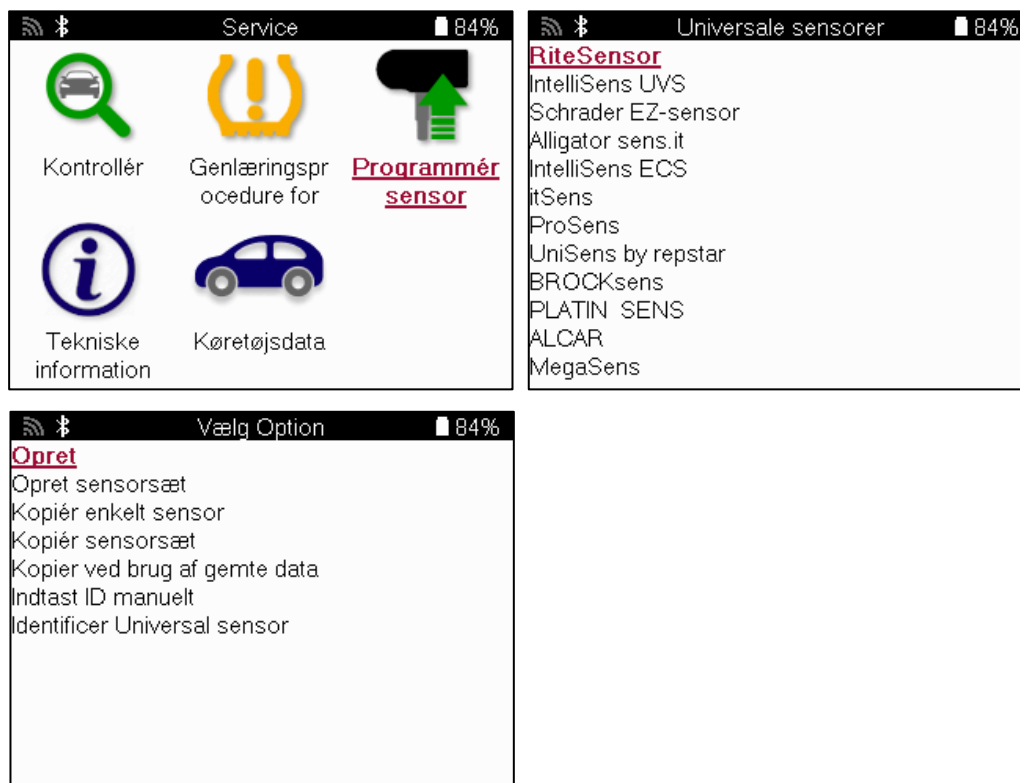 Service 84%
Kontrollér
Genlæringspr
ocedure for
Programmér
sensor
Tekniske
information
Køretøjsdata
Universale sensorer 84%
RiteSensor
IntelliSens UVS
Schrader EZ-sensor
Alligator sens.it
IntelliSens ECS
itSens
ProSens
UniSens by repstar
BROCKsens
PLATIN SENS
ALCAR
MegaSens
Vælg Option 84%
Opret
Opret sensorsæt
Kopiér enkelt sensor
Kopiér sensorsæt
Kopier ved brug af gemte data
Indtast ID manuelt
Identificer Universal sensor